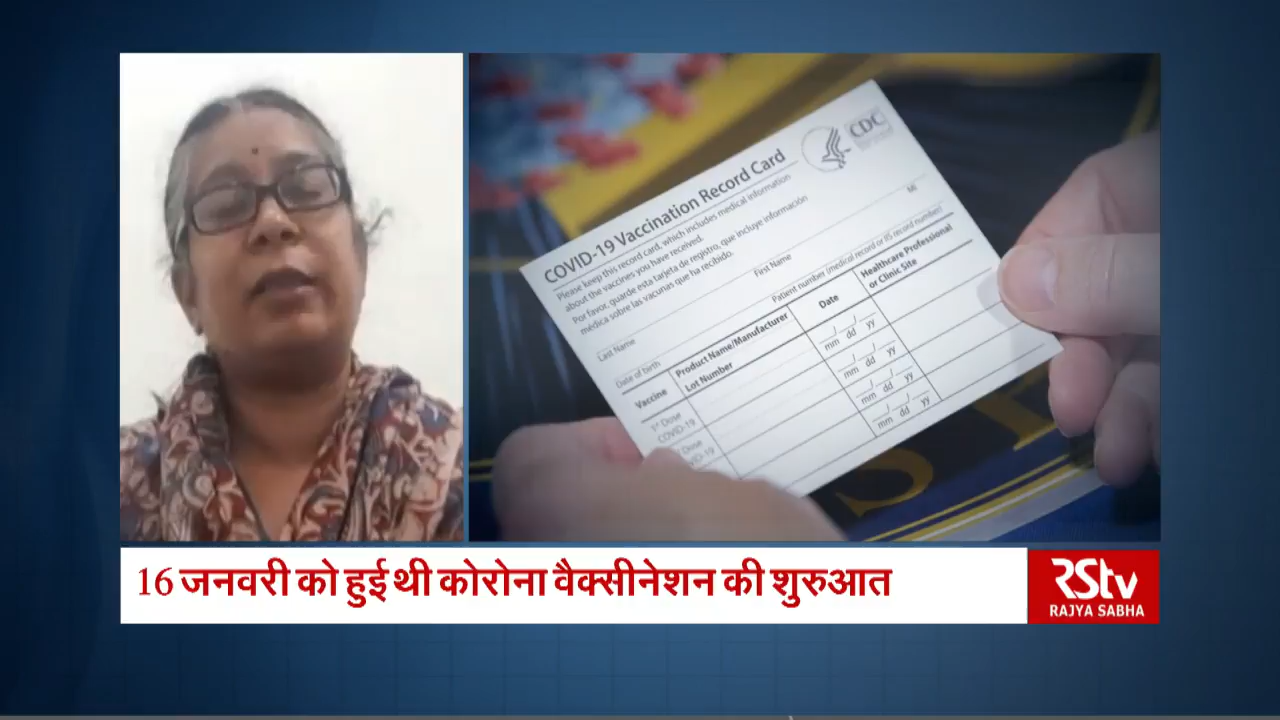 COVID-19 Vaccination Record Card
CDC
Please keep this record card, which includes medical information
about the vaccines you have received.
Por favor, guarde esta tarjeta de registro, que incluye información
médica sobre las vacunas que ha recibido.
Last Name
First Name
MI
Date of birth
Patient number (medical record or IIS record number)
Vaccine
Product Name/Manufacturer
Lot Number
Date
Healthcare Professional
or Clinic Site
1st Dose
COVID-19
mm dd yy
Dose
mm dd yy
mm dd yy
mm dd yy
16 जनवरी को हुई थी कोरोना वैक्सीनेशन की शुरुआत
RStv
RAJYA SABHA